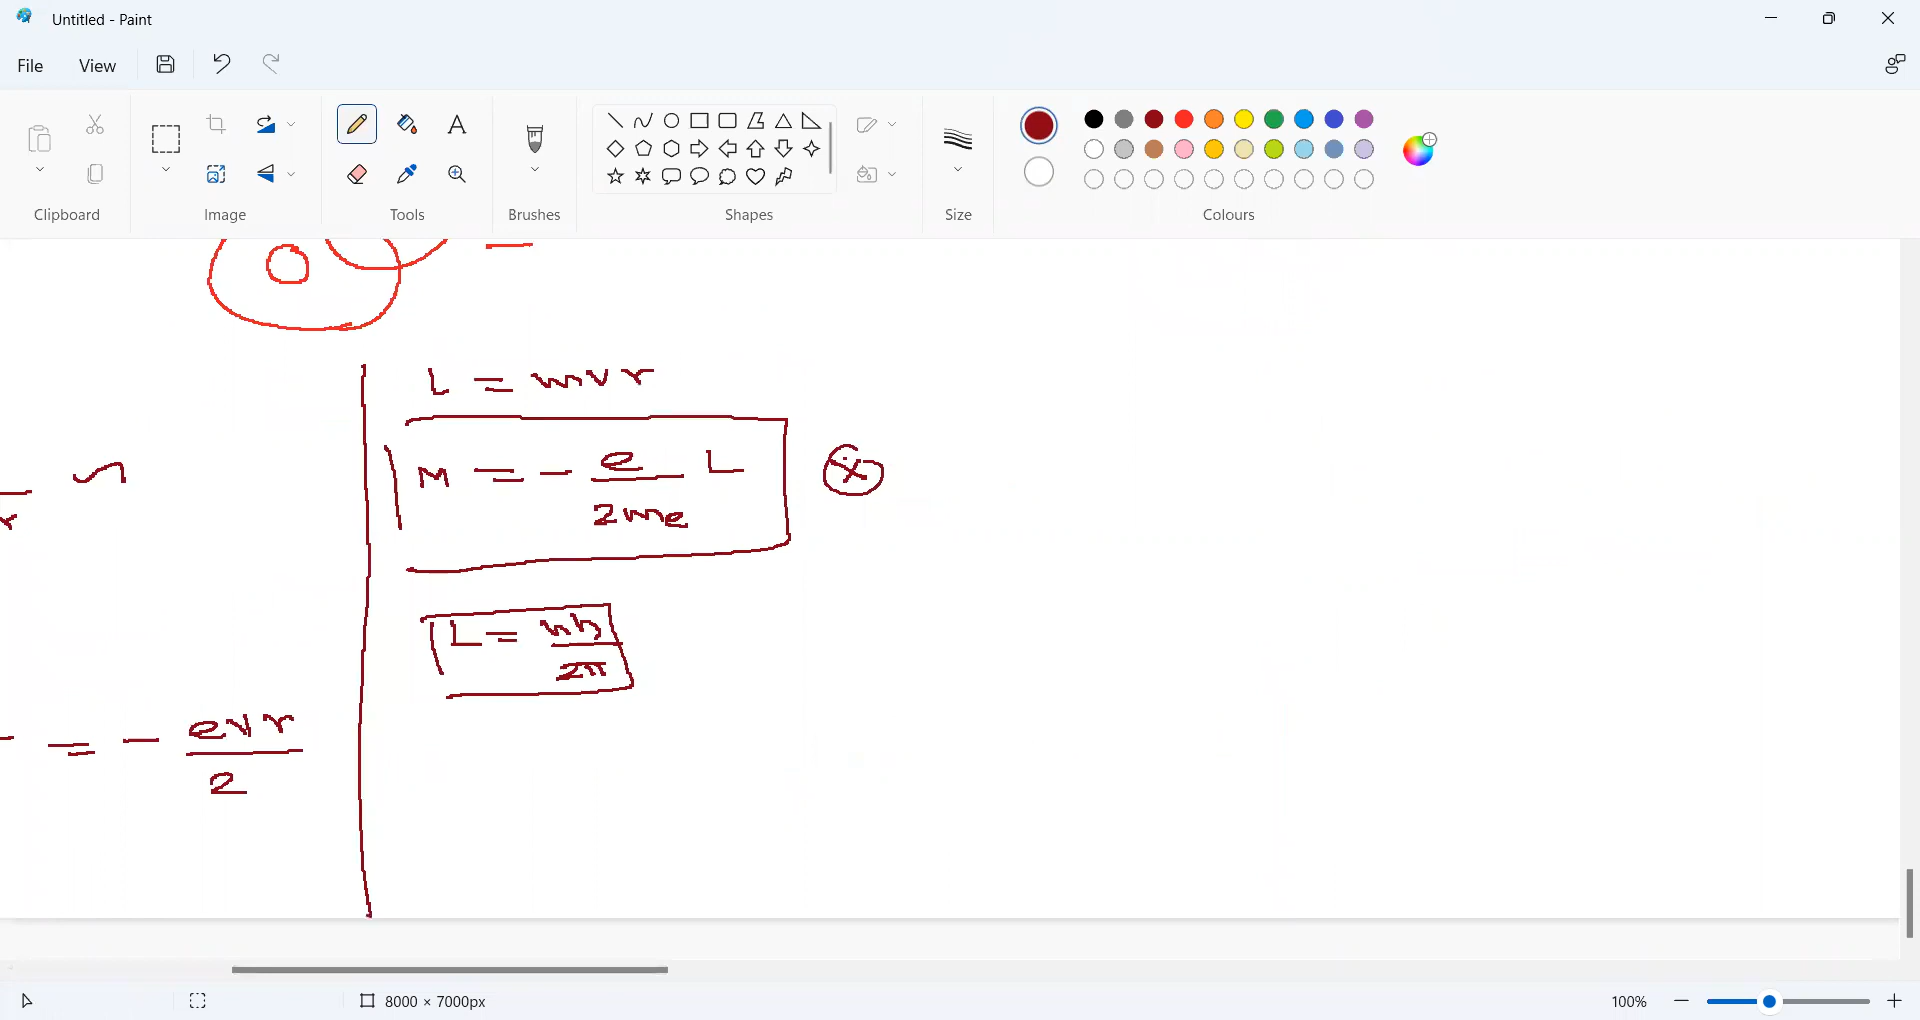 Untitled - Paint
File View
Clipboard Image Tools Brushes Shapes Size Colours
L = mvr
M = - e/2me L
L = nh/2π
= - evr/2
8000 × 7000px
100%